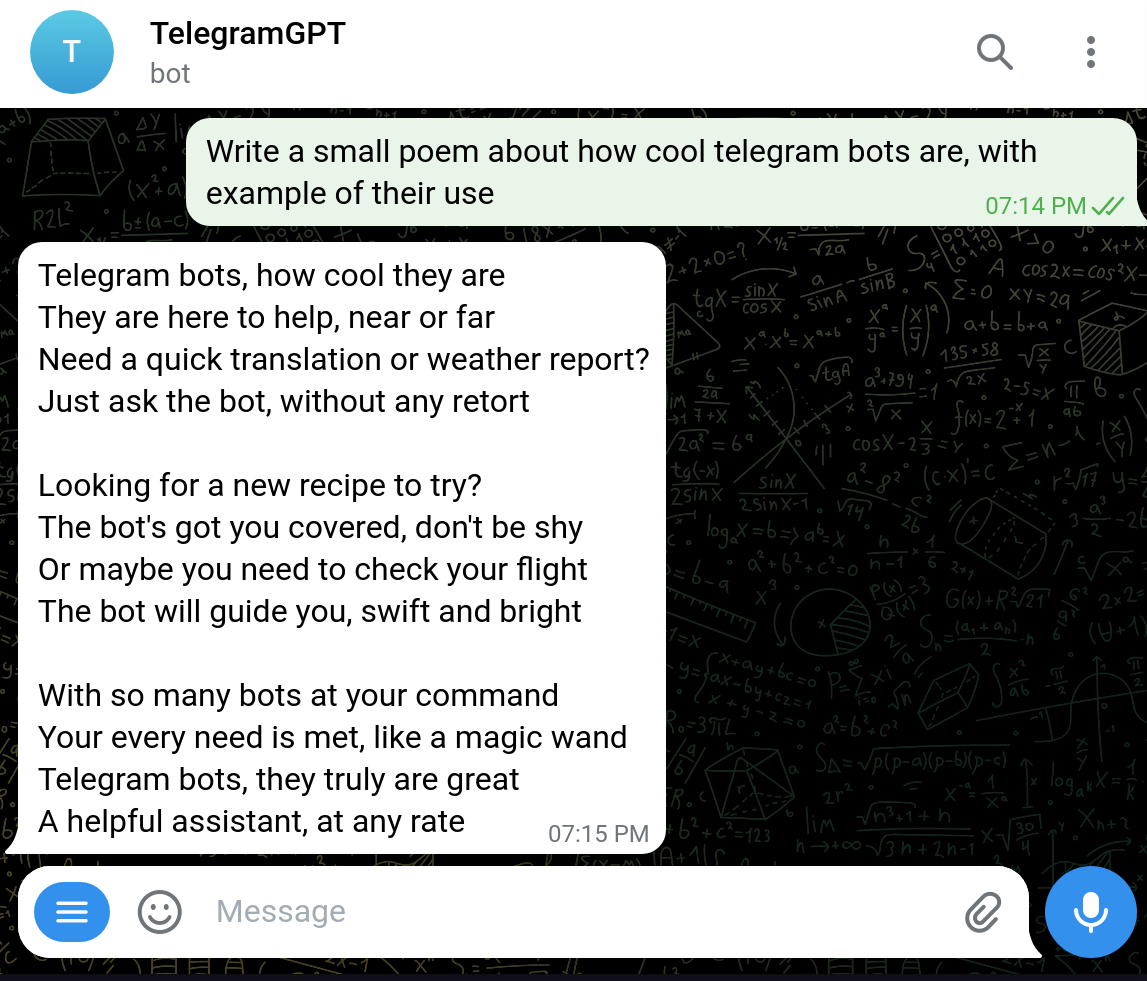 T
TelegramGPT
bot
Write a small poem about how cool telegram bots are, with
example of their use
07:14 PM
Telegram bots, how cool they are
They are here to help, near or far
Need a quick translation or weather report?
Just ask the bot, without any retort
Looking for a new recipe to try?
The bot's got you covered, don't be shy
Or maybe you need to check your flight
The bot will guide you, swift and bright
With so many bots at your command
Your every need is met, like a magic wand
Telegram bots, they truly are great
A helpful assistant, at any rate
07:15 PM
Message